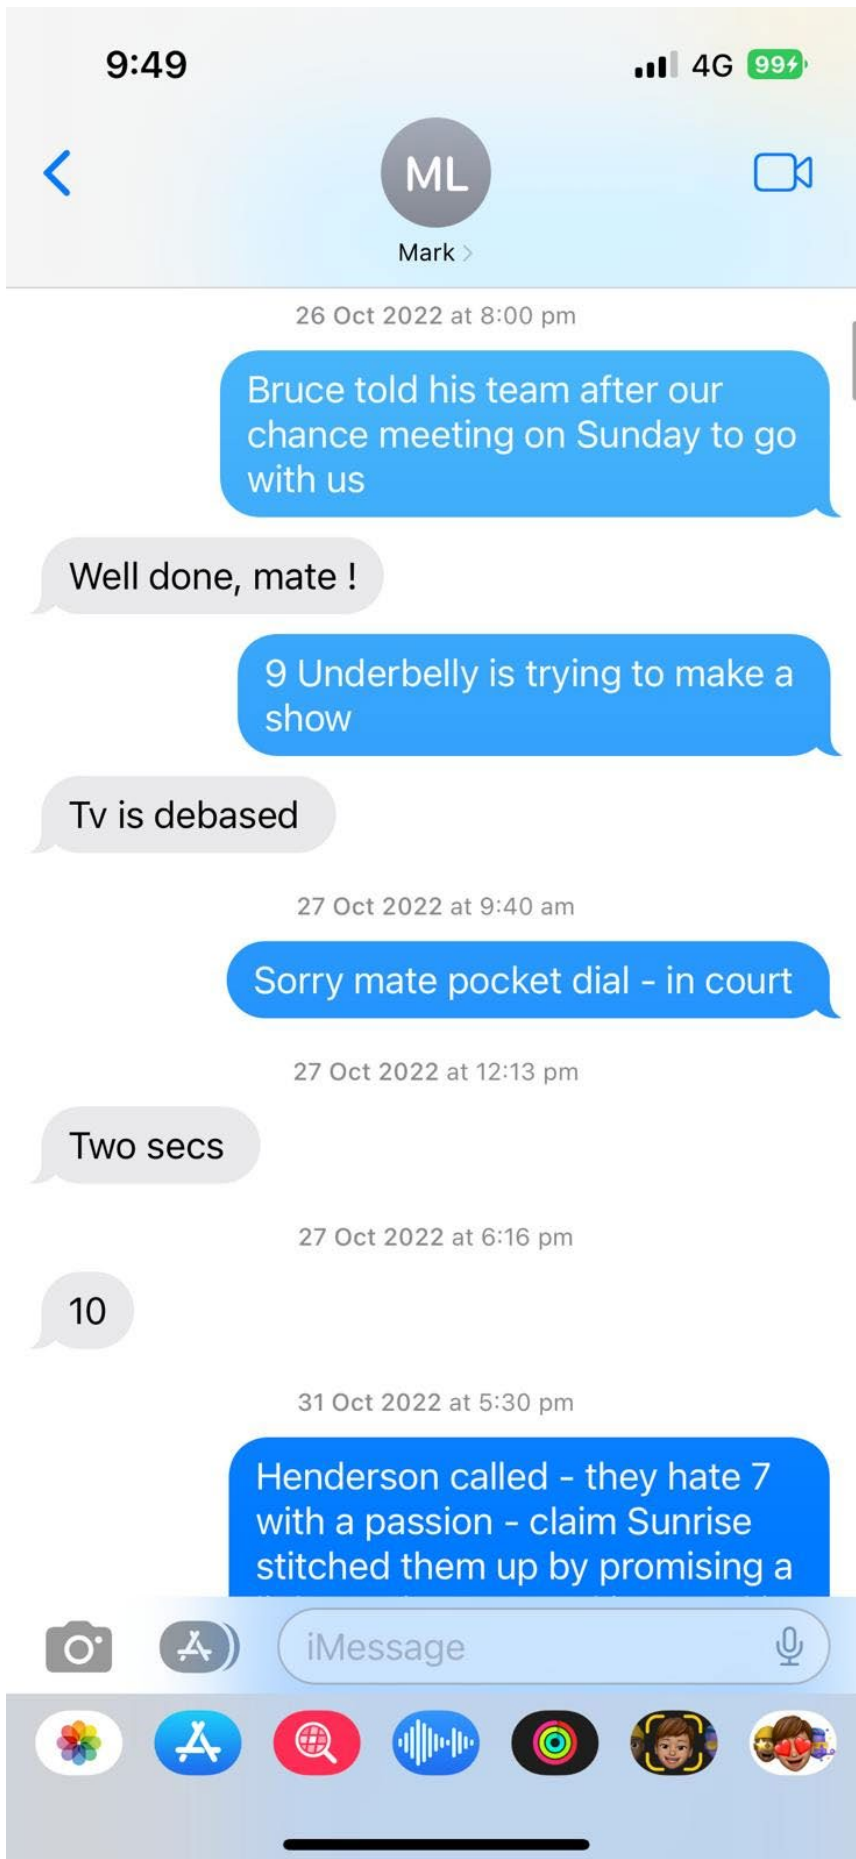 9:49
4G 99
ML
Mark
26 Oct 2022 at 8:00 pm
Bruce told his team after our
chance meeting on Sunday to go
with us
Well done, mate !
9 Underbelly is trying to make a
show
Tv is debased
27 Oct 2022 at 9:40 am
Sorry mate pocket dial - in court
27 Oct 2022 at 12:13 pm
Two secs
27 Oct 2022 at 6:16 pm
10
31 Oct 2022 at 5:30 pm
Henderson called - they hate 7
with a passion - claim Sunrise
stitched them up by promising a
iMessage